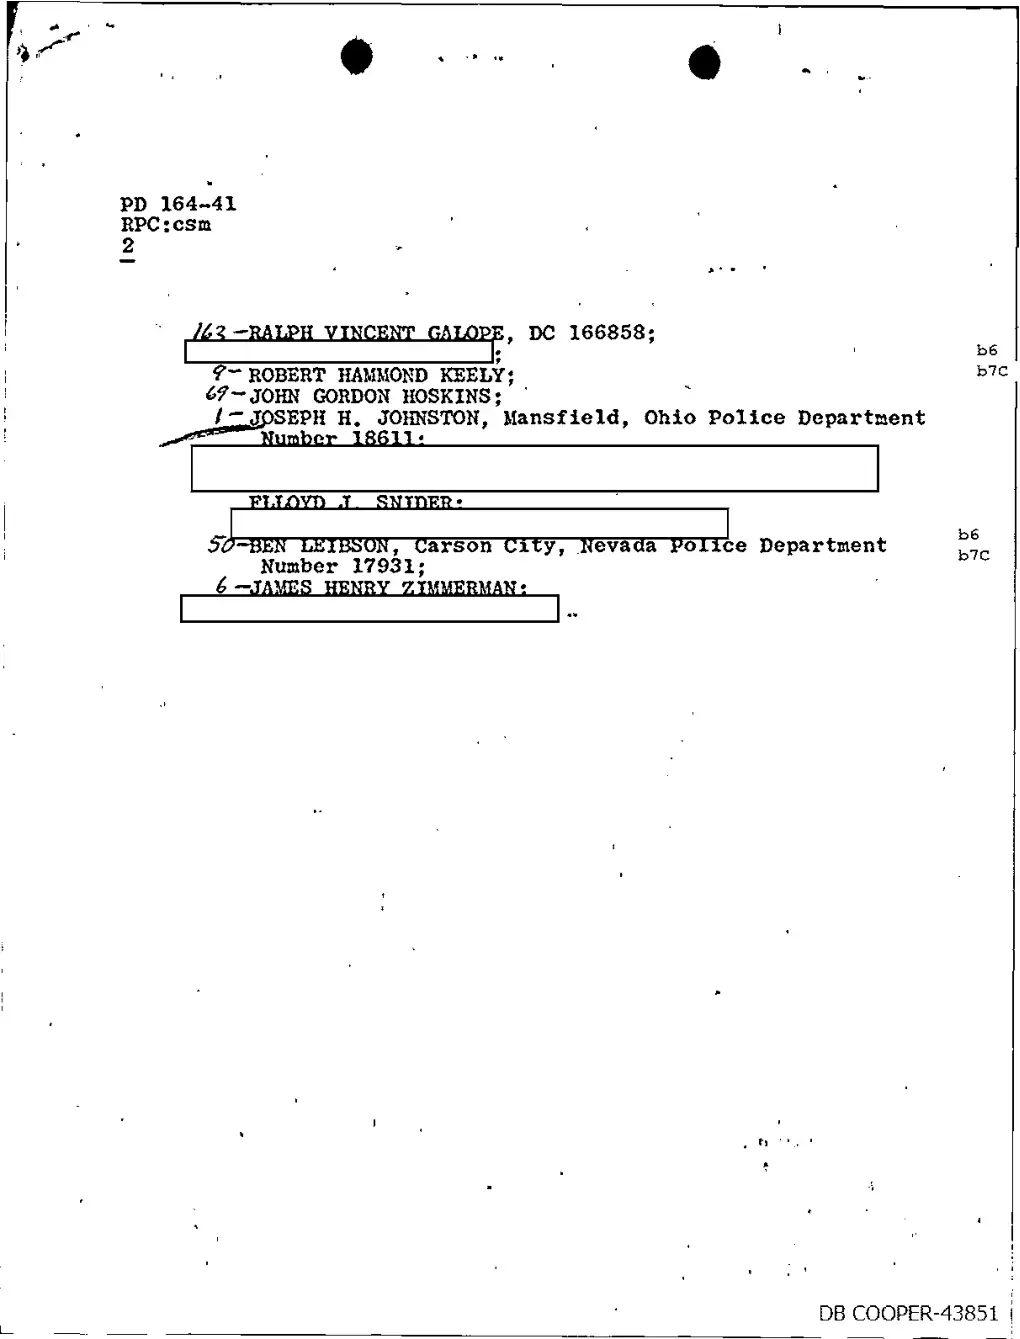 PD 164-41
RPC:csm
2
163-RALPH VINCENT GALOPE, DC 166858;
;
b6
9- ROBERT HAMMOND KEELY;
b7C
69-JOHN GORDON HOSKINS;
1-JOSEPH H. JOHNSTON, Mansfield, Ohio Police Department
Number 18611;
FLLOYD J. SNIDER;
b6
50-BEN LEIBSON, Carson City, Nevada Police Department
b7C
Number 17931;
6-JAMES HENRY ZIMMERMAN;
DB COOPER-43851